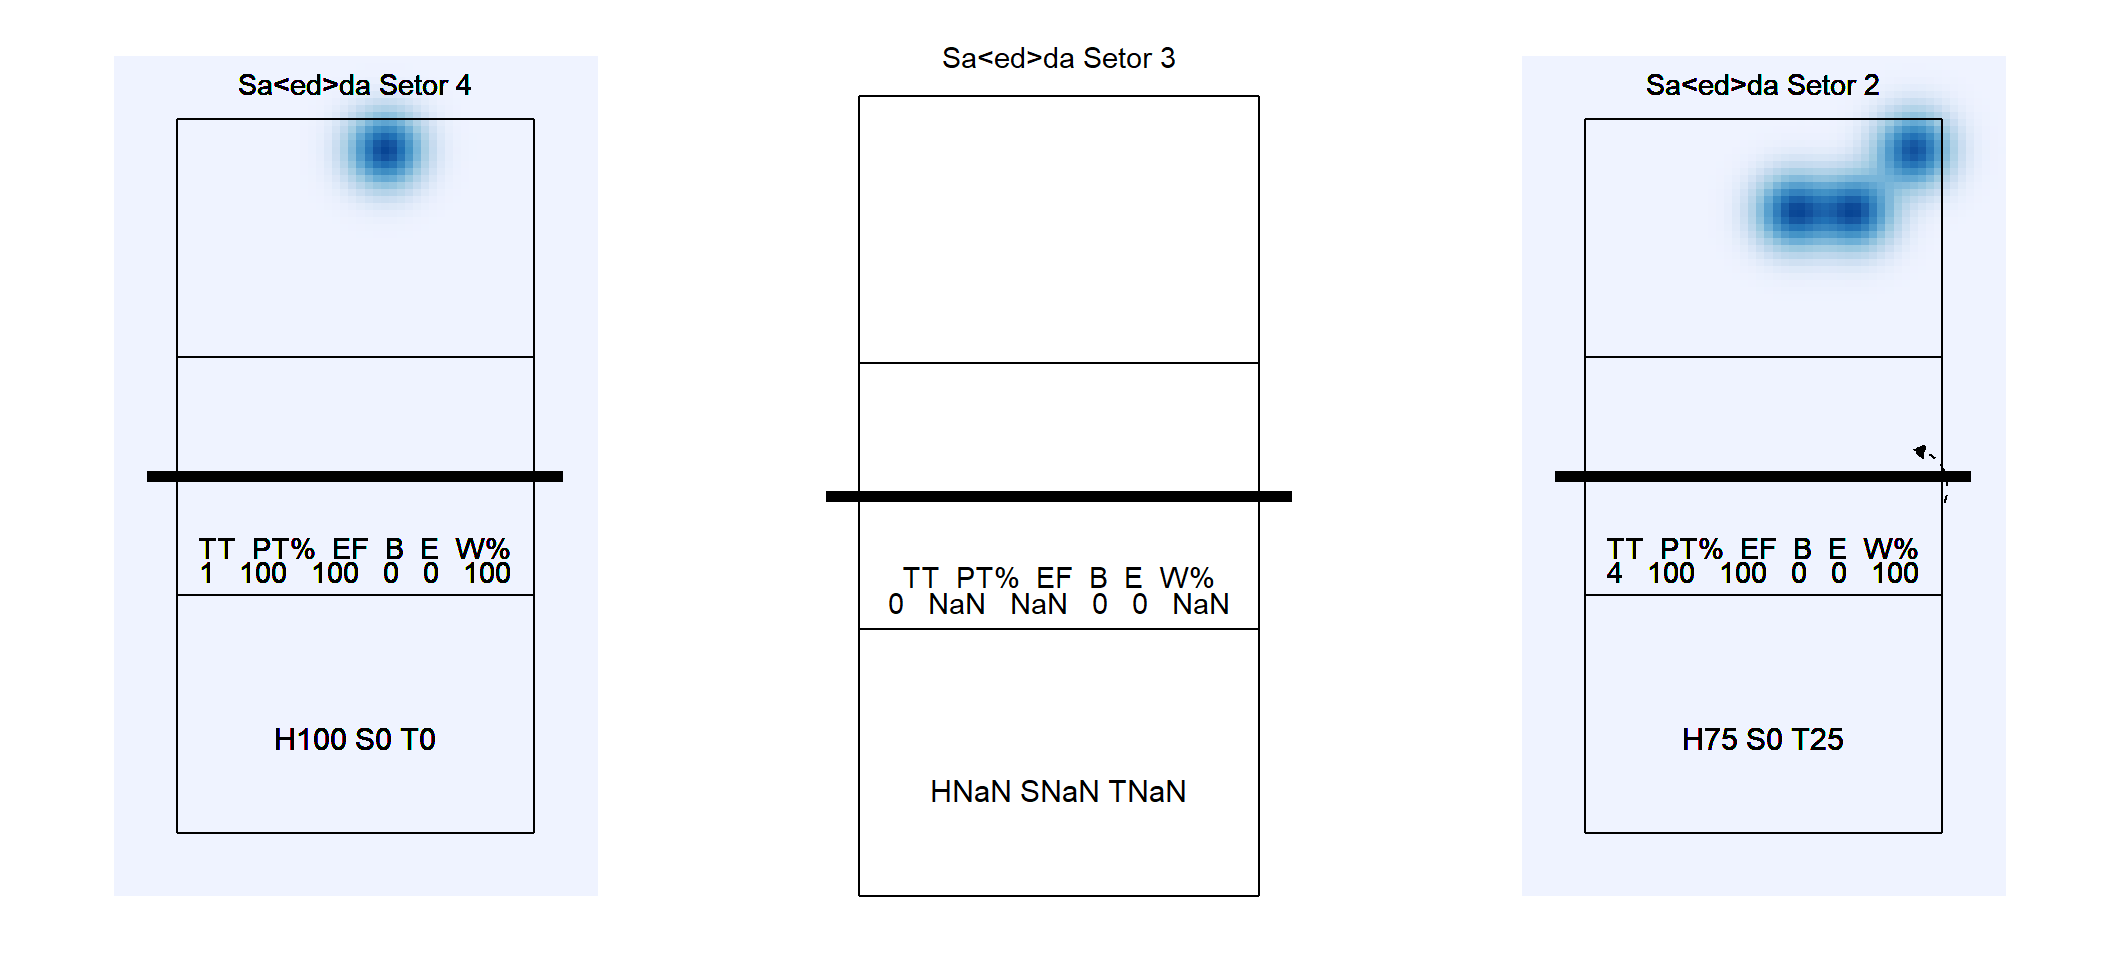 Sa<ed>da Setor 4
TT PT% EF B E W%
1 100 100 0 0 100
H100 S0 T0
Sa<ed>da Setor 3
TT PT% EF B E W%
0 NaN NaN 0 0 NaN
HNaN SNaN TNaN
Sa<ed>da Setor 2
TT PT% EF B E W%
4 100 100 0 0 100
H75 S0 T25